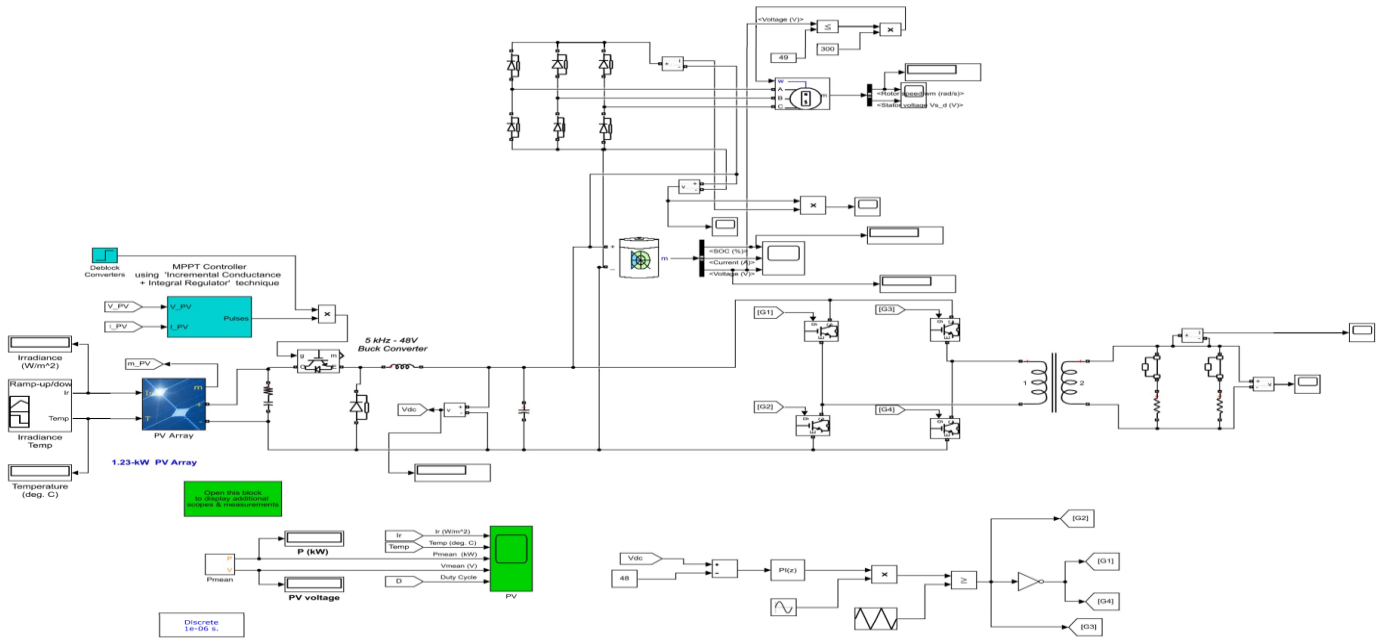 <Voltage (V)>
≤
×
49
300
+
-
i
w
A
B
C
m
<Rotor speed wm (rad/s)>
<Stator voltage Vs_d (V)>
v
+
-
×
+
_
m
<SOC (%)>
<Current (A)>
<Voltage (V)>
Deblock
Converters
MPPT Controller
using 'Incremental Conductance
+ Integral Regulator' technique
V_PV
V_PV
I_PV
I_PV
Pulses
×
5 kHz - 48V
Buck Converter
g
m
Irradiance
(W/m^2)
m_PV
Ramp-up/dow
Ir
Temp
Irradiance
Temp
Ir
T
m
+
-
PV Array
1.23-kW PV Array
Temperature
(deg. C)
Vdc
v
+
-
[G1]
[G3]
[G2]
[G4]
1
2
+
-
i
+
-
v
Open this block
to display additional
scopes & measurements
P
V
Pmean
P (kW)
PV voltage
Ir
Ir (W/m^2)
Temp
Temp (deg. C)
Pmean (kW)
Vmean (V)
D
Duty Cycle
PV
Discrete
1e-06 s.
Vdc
48
+
−
PI(z)
×
≥
[G2]
[G1]
[G4]
[G3]